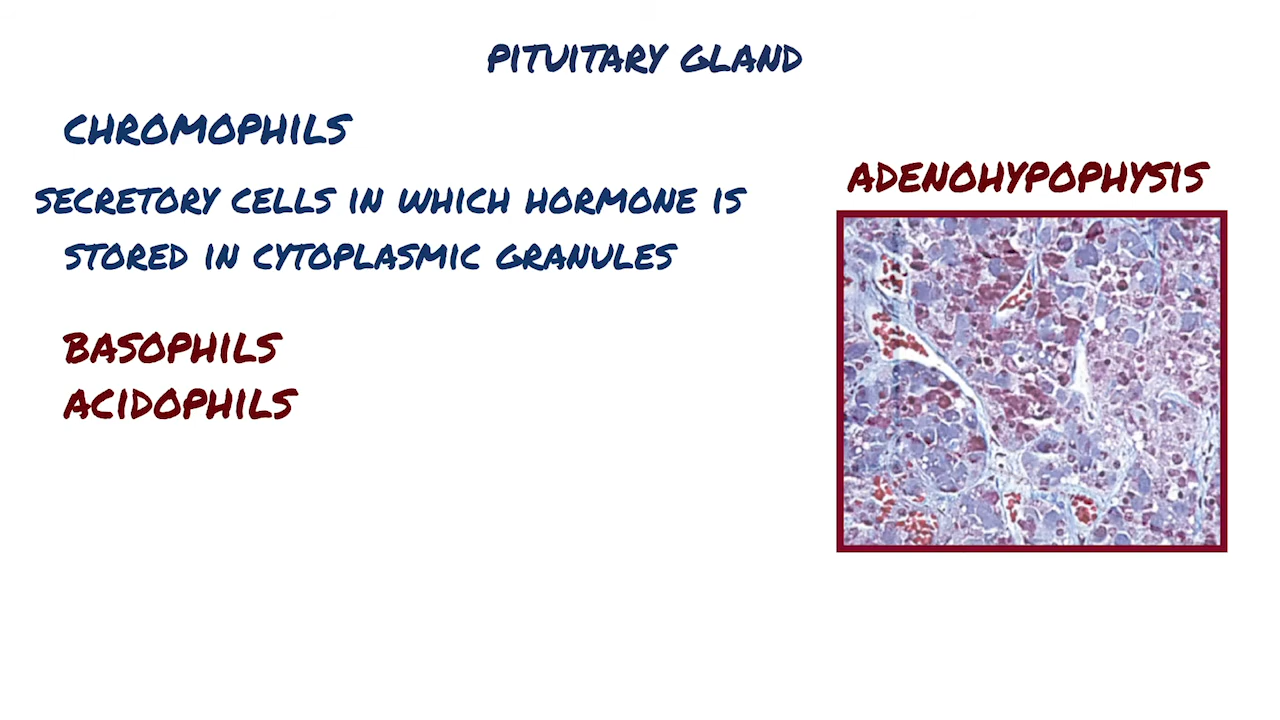 PITUITARY GLAND
CHROMOPHILS
SECRETORY CELLS IN WHICH HORMONE IS
STORED IN CYTOPLASMIC GRANULES
BASOPHILS
ACIDOPHILS
ADENOHYPOPHYSIS